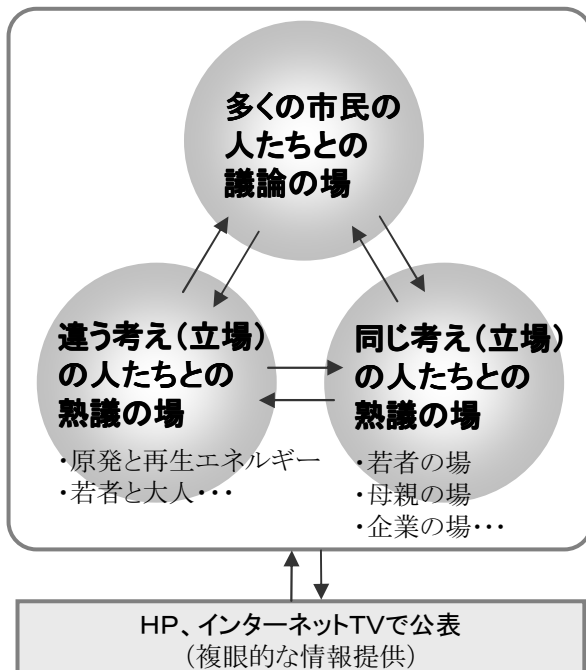 多くの市民の
人たちとの
議論の場
違う考え（立場）
の人たちとの
熟議の場
・原発と再生エネルギー
・若者と大人・・・
同じ考え（立場）
の人たちとの
熟議の場
・若者の場
・母親の場
・企業の場・・・
HP、インターネットTVで公表
（複眼的な情報提供）